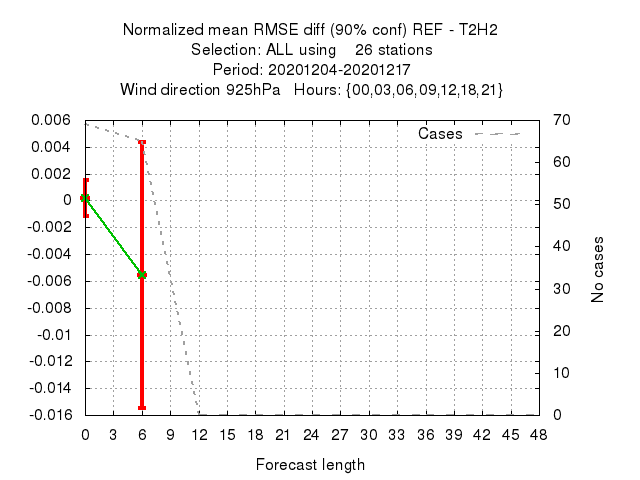 Normalized mean RMSE diff (90% conf) REF - T2H2
Selection: ALL using    26 stations
Period: 20201204-20201217
Wind direction 925hPa   Hours: {00,03,06,09,12,18,21}
Cases
0.006
0.004
0.002
0
-0.002
-0.004
-0.006
-0.008
-0.01
-0.012
-0.014
-0.016
70
60
50
40
30
20
10
0
No cases
0 3 6 9 12 15 18 21 24 27 30 33 36 39 42 45 48
Forecast length